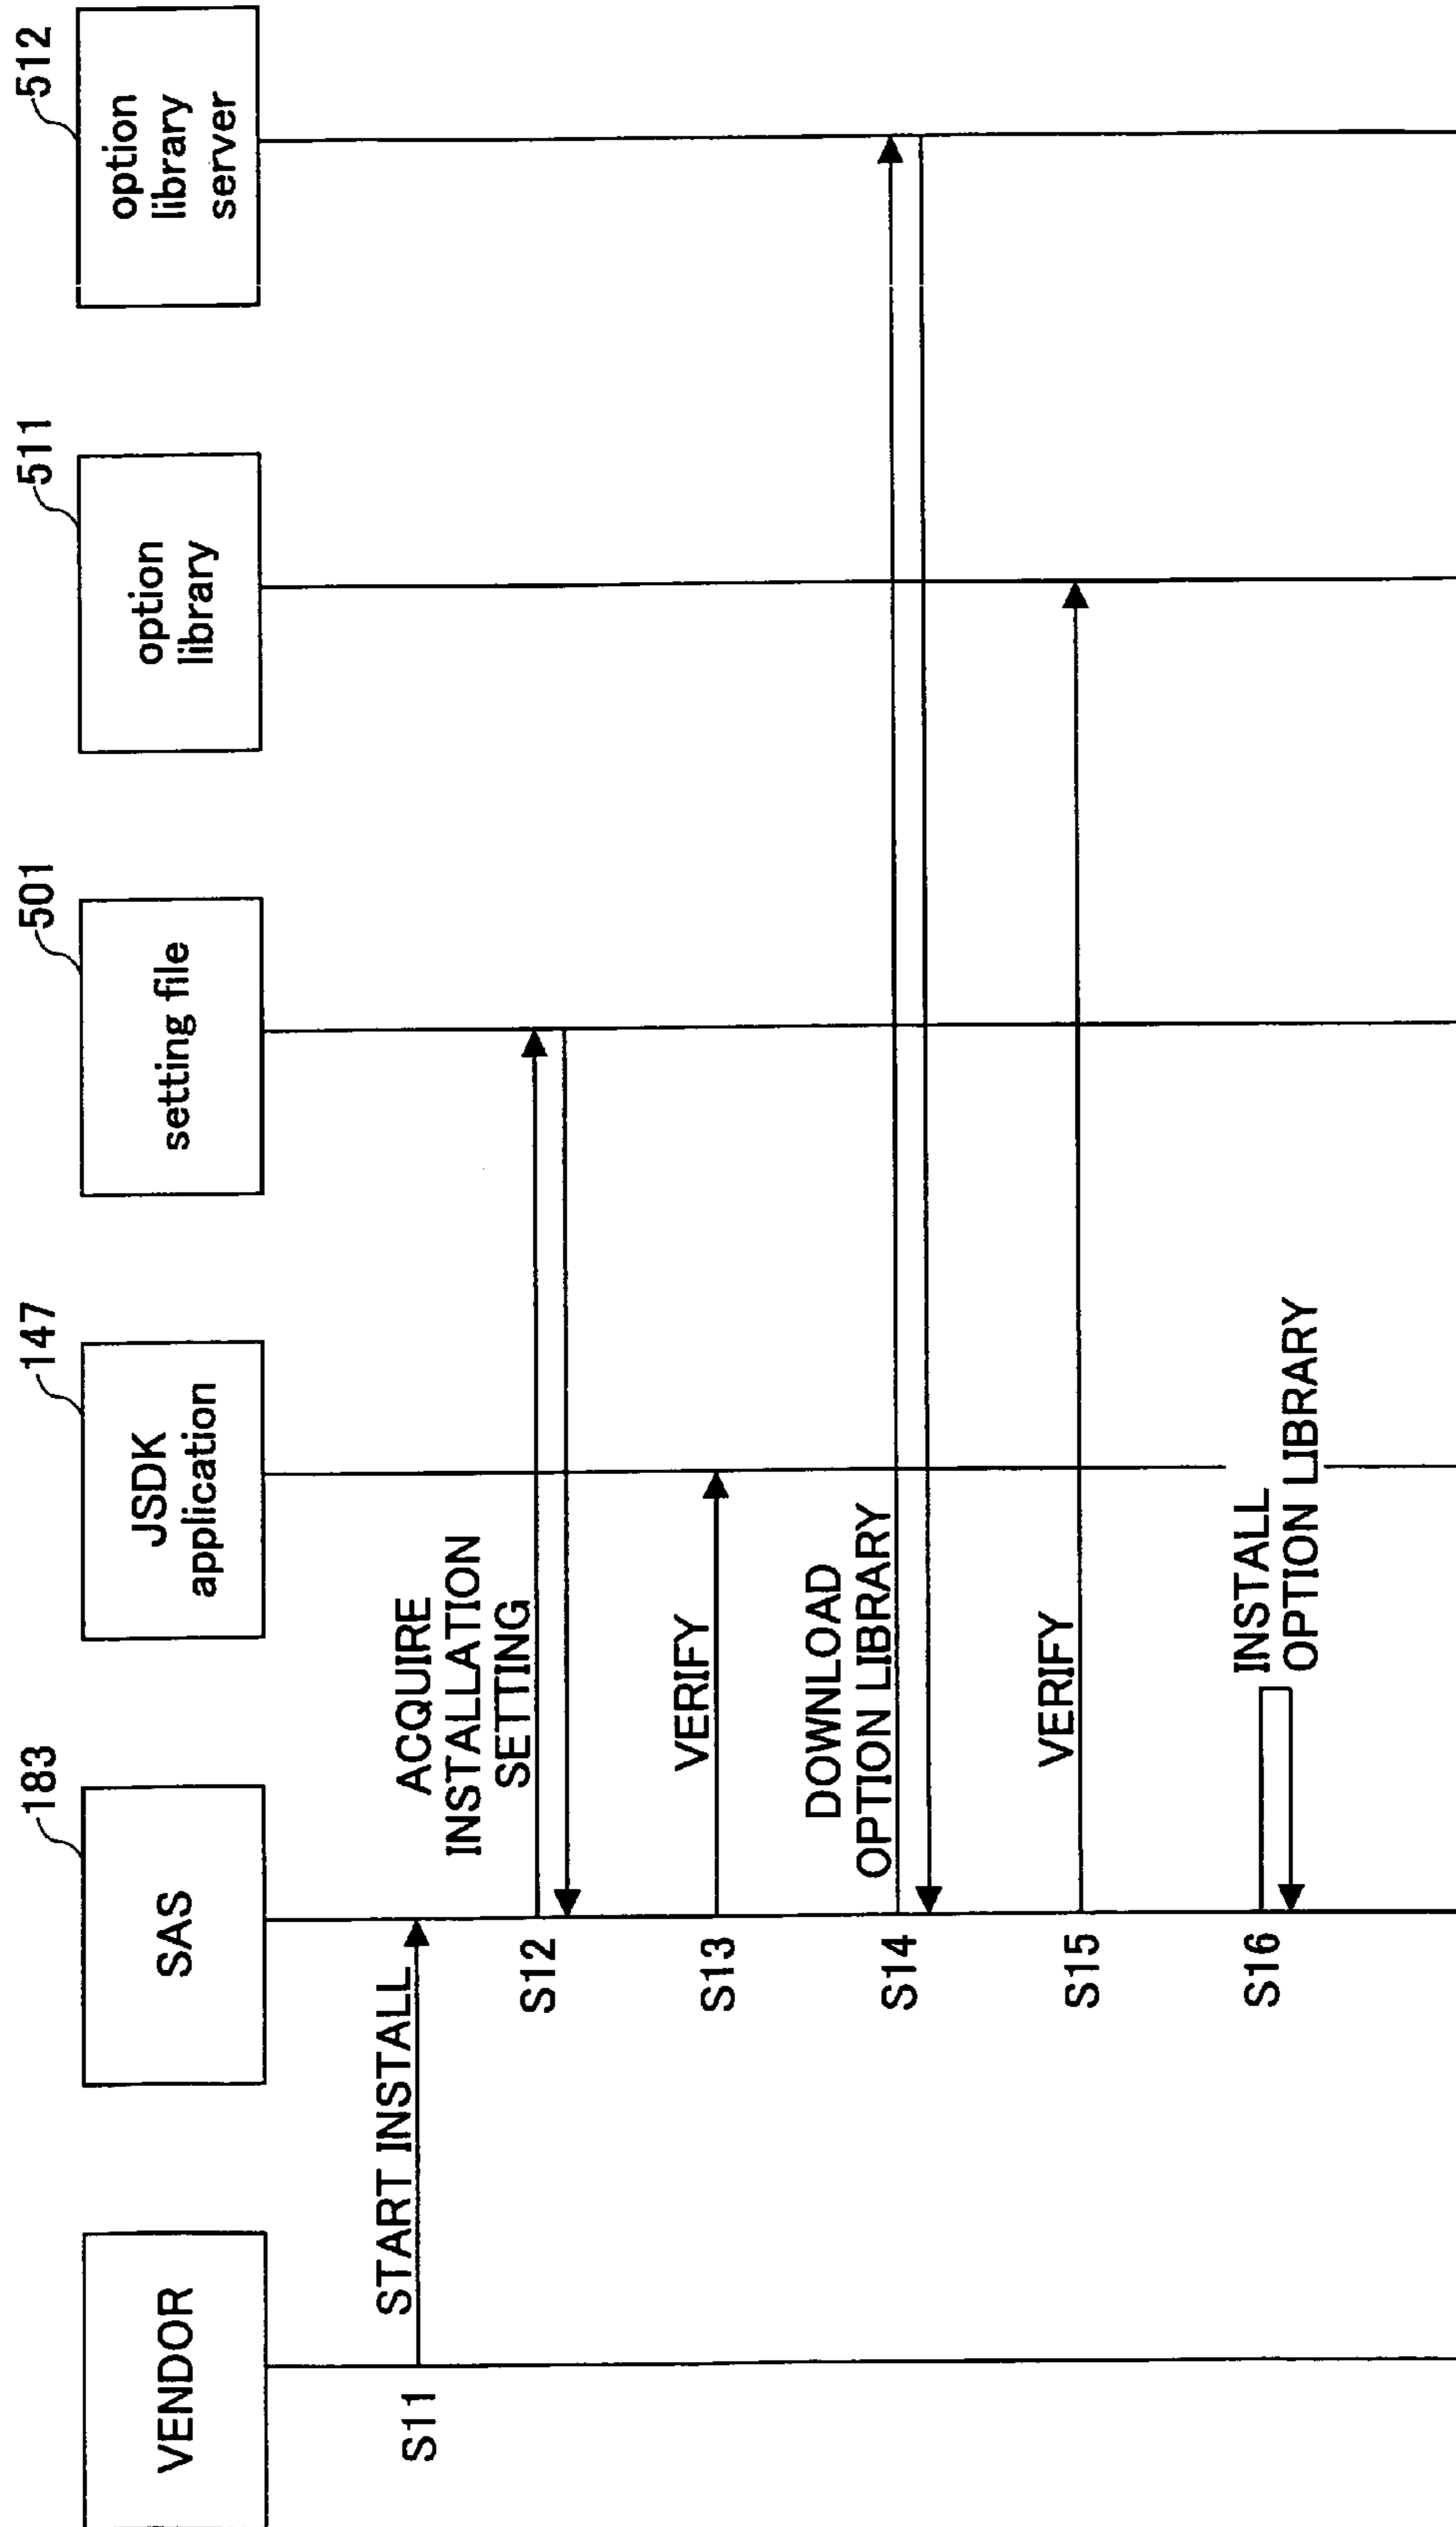 VENDOR
SAS
183
JSDK
application
147
setting file
501
option
library
511
option
library
server
512
S11
START INSTALL
S12
ACQUIRE
INSTALLATION
SETTING
S13
VERIFY
S14
DOWNLOAD
OPTION LIBRARY
S15
VERIFY
S16
INSTALL
OPTION LIBRARY